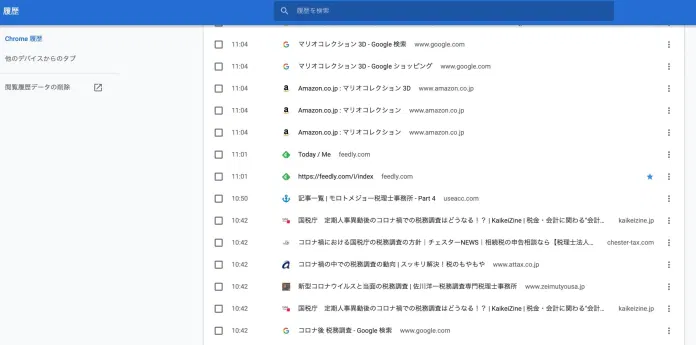 履歴
履歴を検索
Chrome 履歴
他のデバイスからのタブ
閲覧履歴データの削除
11:04 マリオコレクション 3D - Google 検索 www.google.com
11:04 マリオコレクション 3D - Google ショッピング www.google.com
11:04 Amazon.co.jp : マリオコレクション 3D www.amazon.co.jp
11:04 Amazon.co.jp : マリオコレクション www.amazon.co.jp
11:04 Amazon.co.jp : マリオコレクション www.amazon.co.jp
11:01 Today / Me feedly.com
11:01 https://feedly.com/i/index feedly.com
10:50 記事一覧 | モロトメジョー税理士事務所 - Part 4 useacc.com
10:42 国税庁 定期人事異動後のコロナ禍での税務調査はどうなる！？ | KaikeiZine | 税金・会計に関わる"会計... kaikeizine.jp
10:42 コロナ禍における国税庁の税務調査の方針｜チェスターNEWS｜相続税の申告相談なら【税理士法人... chester-tax.com
10:42 コロナ禍の中での税務調査の動向 | スッキリ解決！税のもやもや www.attax.co.jp
10:42 新型コロナウイルスと当面の税務調査 | 佐川洋一税務調査専門税理士事務所 www.zeimutyousa.jp
10:42 国税庁 定期人事異動後のコロナ禍での税務調査はどうなる！？ | KaikeiZine | 税金・会計に関わる"会計... kaikeizine.jp
10:42 コロナ後 税務調査 - Google 検索 www.google.com